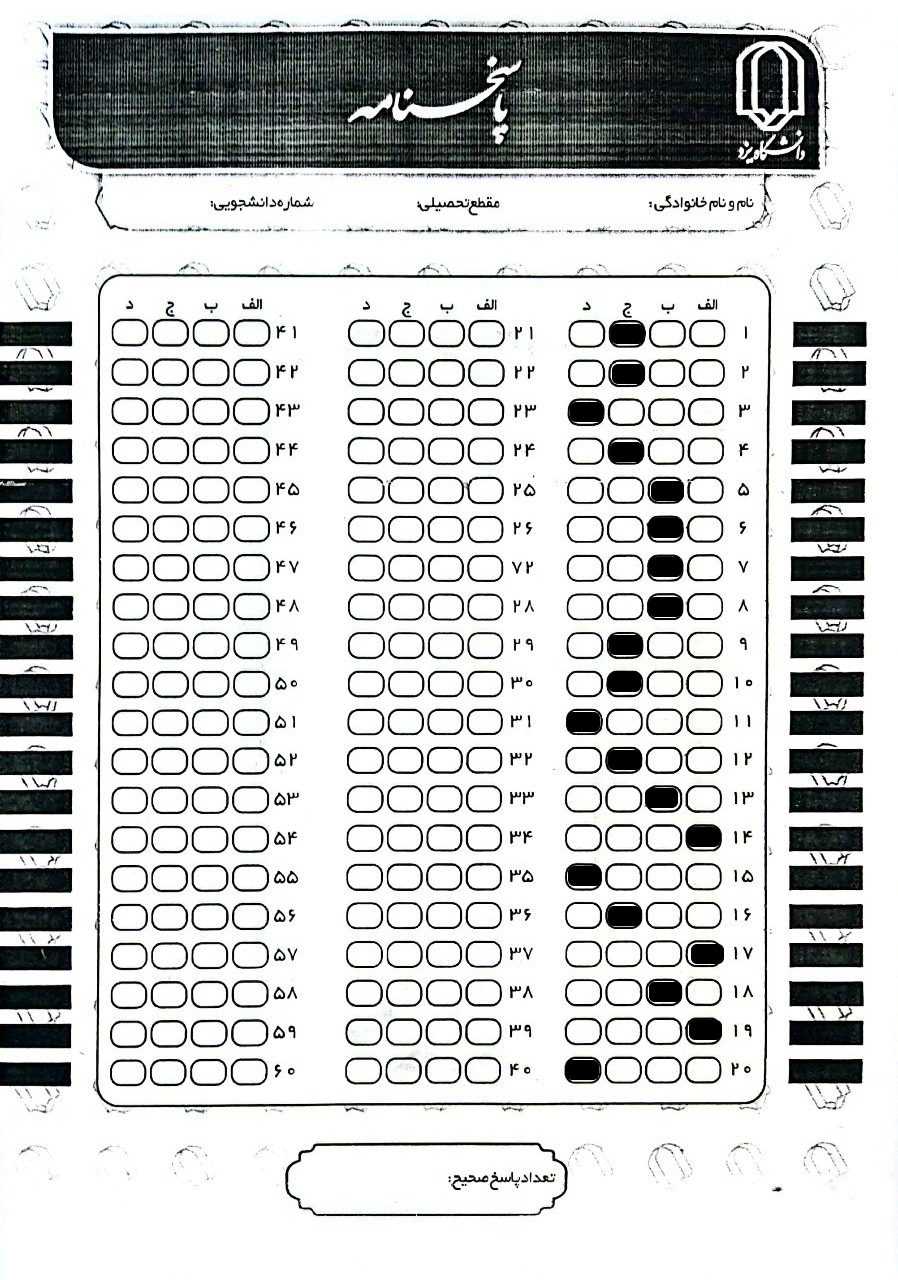 پاسخنامه
دانشگاه یزد
نام و نام خانوادگی: مقطع تحصیلی: شماره دانشجویی:
الف ب ج د الف ب ج د الف ب ج د
۱ ۲۱ ۴۱
۲ ۲۲ ۴۲
۳ ۲۳ ۴۳
۴ ۲۴ ۴۴
۵ ۲۵ ۴۵
۶ ۲۶ ۴۶
۷ ۷۲ ۴۷
۸ ۲۸ ۴۸
۹ ۲۹ ۴۹
۱۰ ۳۰ ۵۰
۱۱ ۳۱ ۵۱
۱۲ ۳۲ ۵۲
۱۳ ۳۳ ۵۳
۱۴ ۳۴ ۵۴
۱۵ ۳۵ ۵۵
۱۶ ۳۶ ۵۶
۱۷ ۳۷ ۵۷
۱۸ ۳۸ ۵۸
۱۹ ۳۹ ۵۹
۲۰ ۴۰ ۶۰
تعداد پاسخ صحیح: